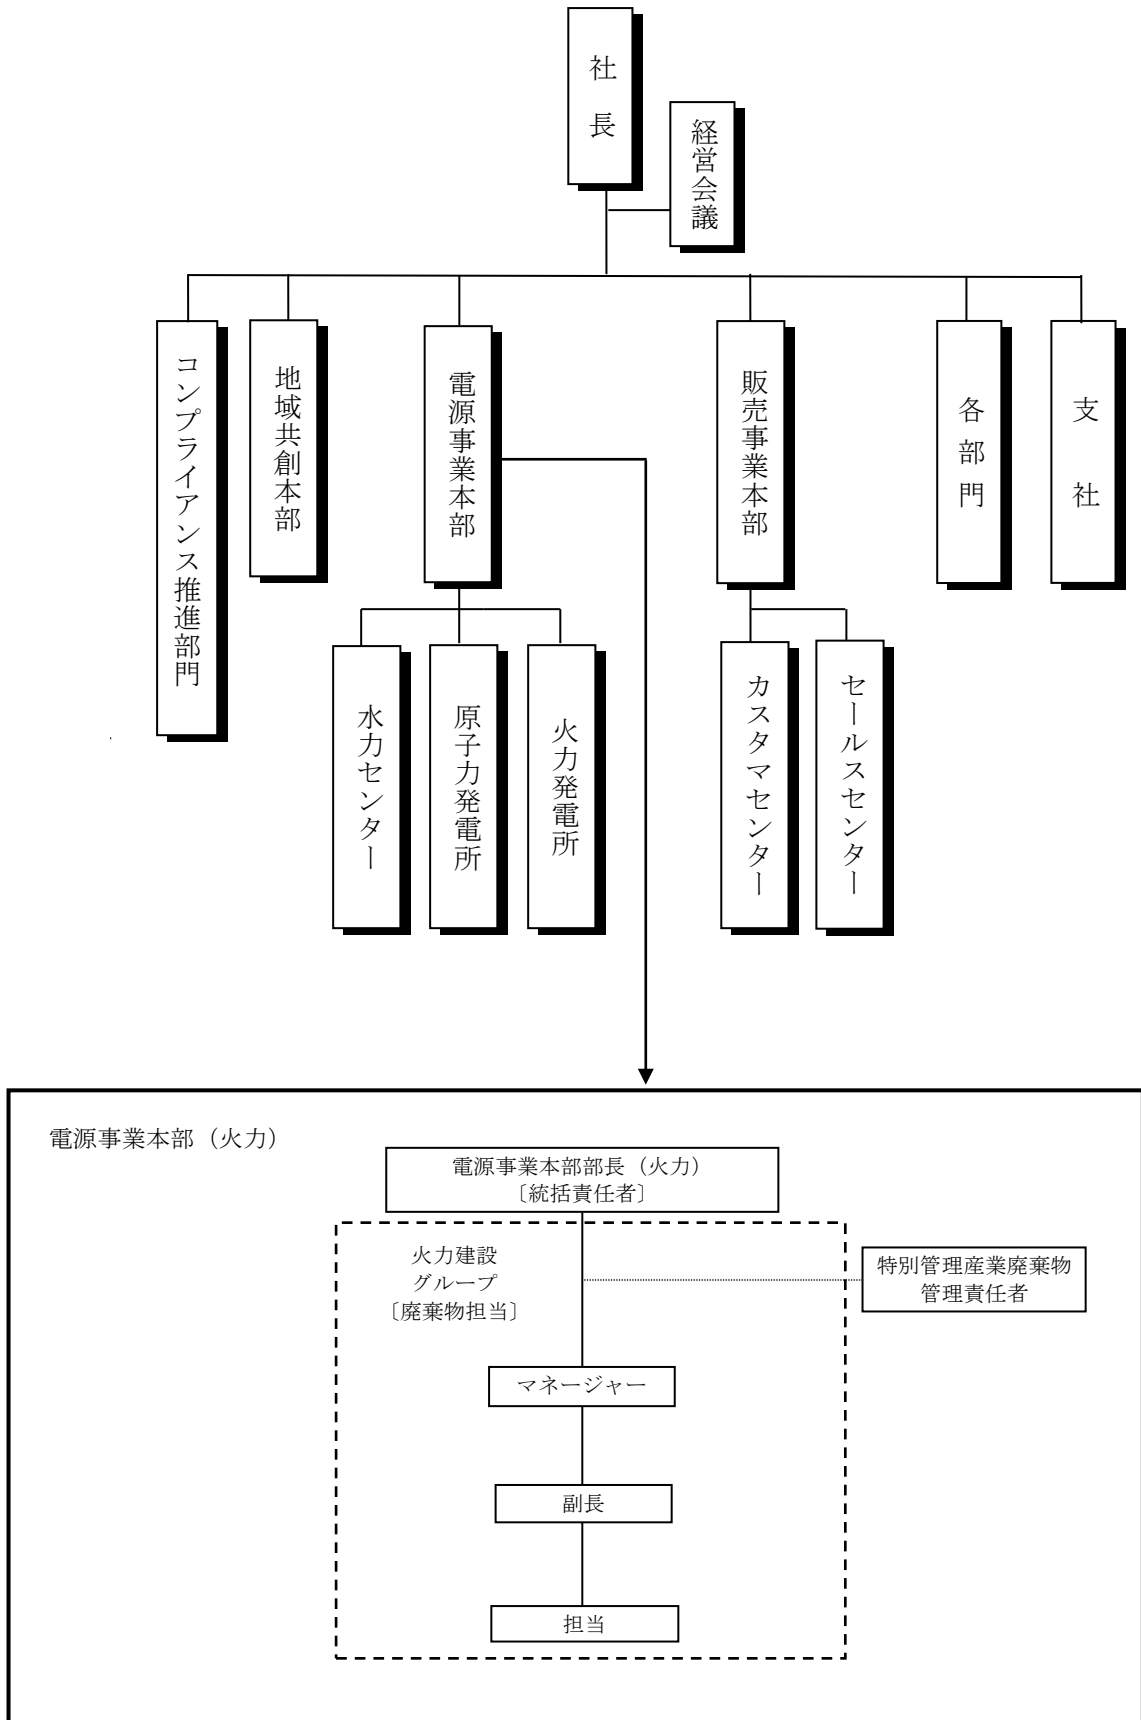 社長
経営会議
コンプライアンス推進部門
地域共創本部
電源事業本部
販売事業本部
各部門
支社
水力センター
原子力発電所
火力発電所
カスタマセンター
セールスセンター
電源事業本部（火力）
電源事業本部部長（火力）
〔統括責任者〕
火力建設
グループ
〔廃棄物担当〕
特別管理産業廃棄物
管理責任者
マネージャー
副長
担当